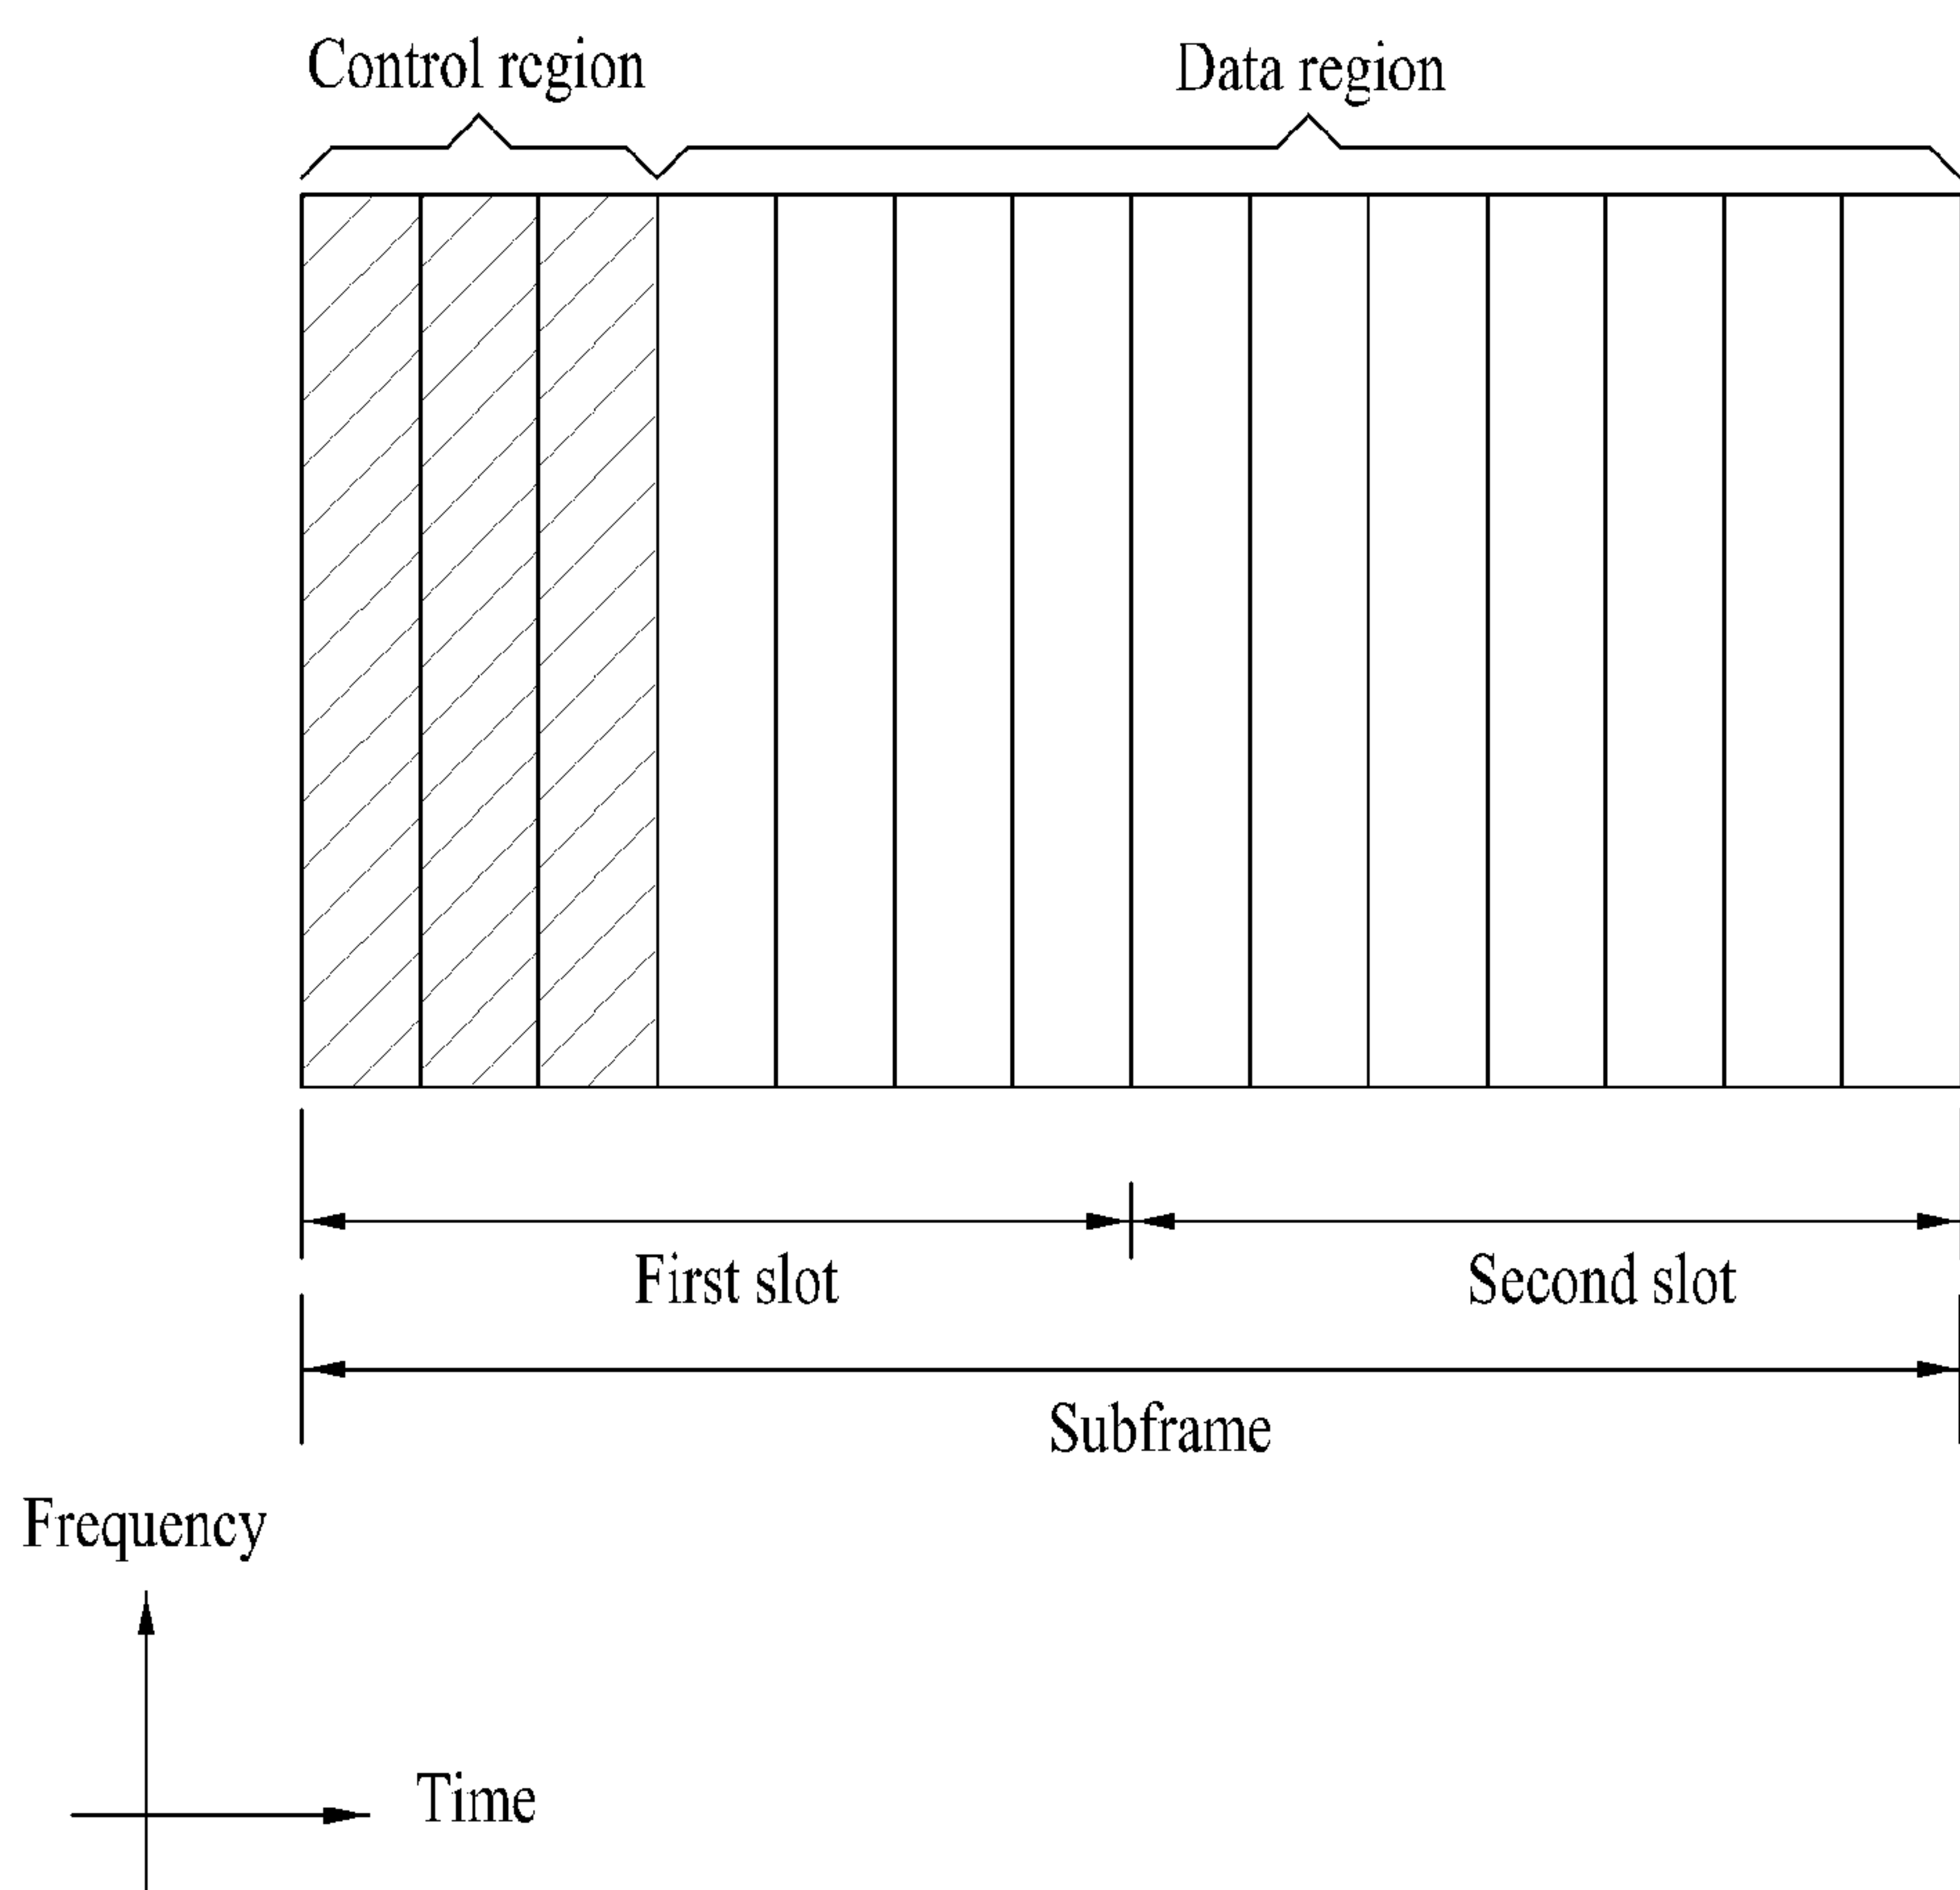 Control region
Data region
First slot
Second slot
Subframe
Frequency
Time